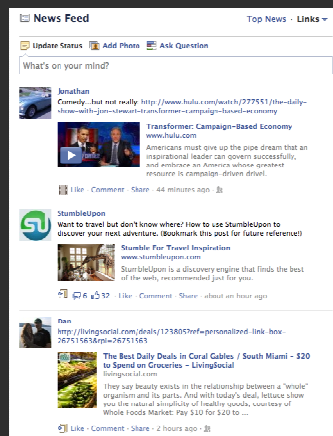 News Feed
Top News · Links
Update Status Add Photo Ask Question
What's on your mind?
Jonathan
Comedy...but not really http://www.hulu.com/watch/277551/the-daily-
show-with-jon-stewart-transformer-campaign-based-economy
Transformer: Campaign-Based Economy
www.hulu.com
Americans must give up the pipe dream that an
inspirational leader can govern successfully,
and embrace an America whose greatest
resource is campaign-driven drivel.
Like · Comment · Share · 44 minutes ago ·
StumbleUpon
Want to travel but don't know where? How to use StumbleUpon to
discover your next adventure. (Bookmark this post for future reference!)
Stumble For Travel Inspiration
www.stumbleupon.com
StumbleUpon is a discovery engine that finds the best
of the web, recommended just for you.
6 32 · Like · Comment · Share · about an hour ago
Dan
http://livingsocial.com/deals/123805?ref=personalized-link-box-
26751563&rpi=26751563
The Best Daily Deals in Coral Gables / South Miami - $20
to Spend on Groceries - LivingSocial
livingsocial.com
They say beauty exists in the relationship between a "whole"
organism and its parts. And with today's deal, lettuce show
you the natural simplicity of healthy goods, courtesy of
Whole Foods Market: Pay $10 for $20 to ...
Like · Comment · Share · 2 hours ago ·